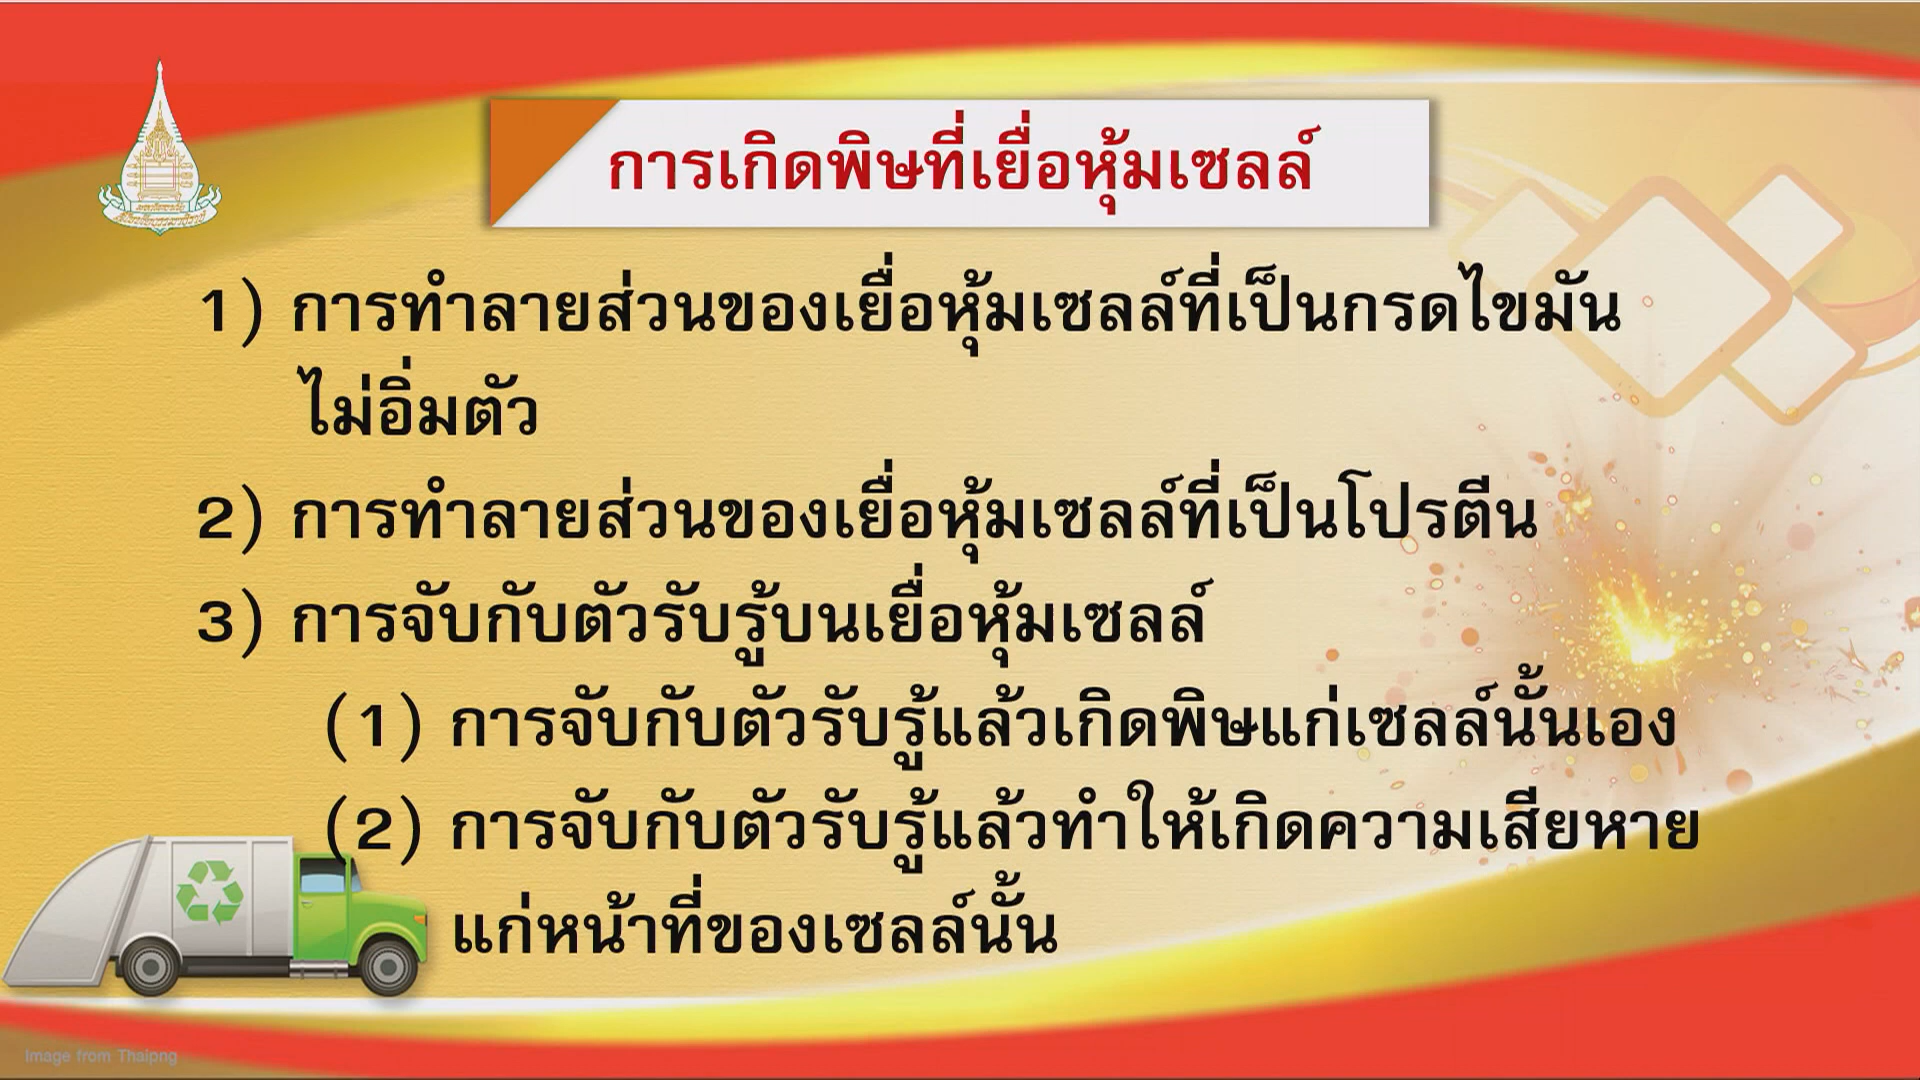 การเกิดพิษที่เยื่อหุ้มเซลล์
1) การทำลายส่วนของเยื่อหุ้มเซลล์ที่เป็นกรดไขมัน
ไม่อิ่มตัว
2) การทำลายส่วนของเยื่อหุ้มเซลล์ที่เป็นโปรตีน
3) การจับกับตัวรับรู้บนเยื่อหุ้มเซลล์
(1) การจับกับตัวรับรู้แล้วเกิดพิษแก่เซลล์นั้นเอง
(2) การจับกับตัวรับรู้แล้วทำให้เกิดความเสียหาย
แก่หน้าที่ของเซลล์นั้น
Image from Thaipng